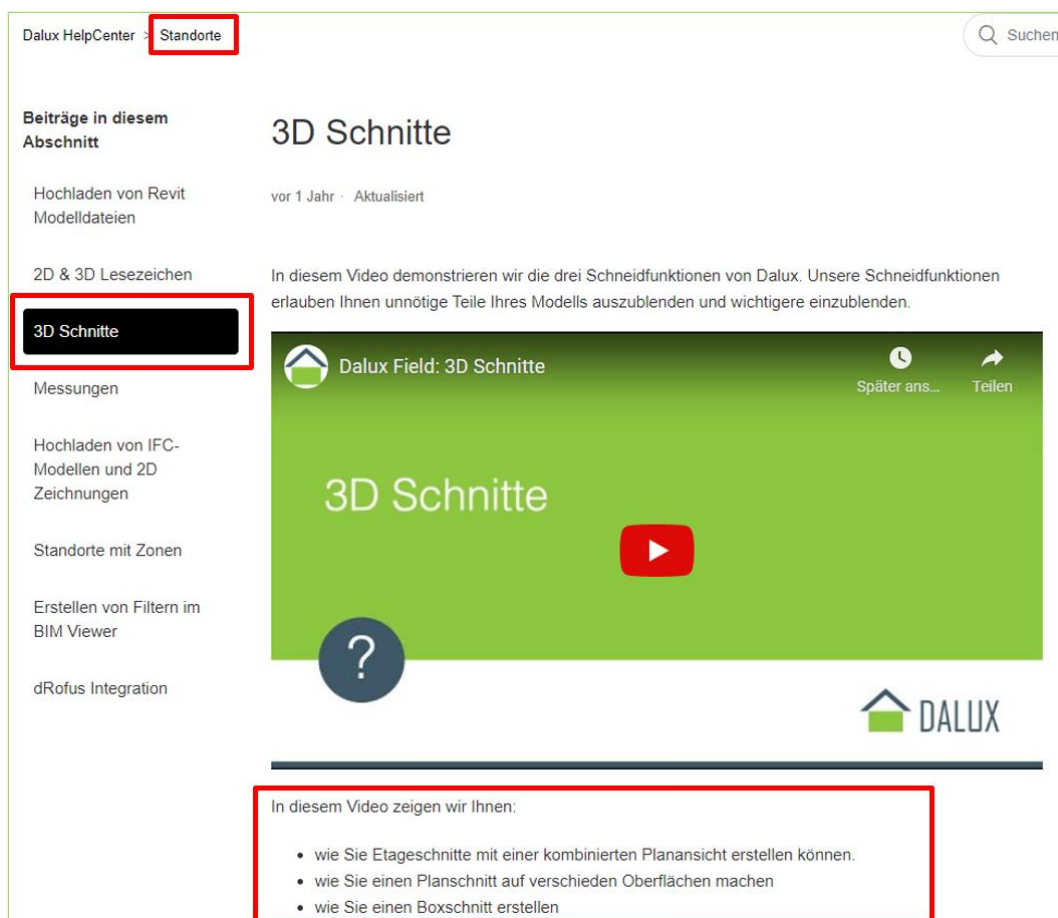 Dalux HelpCenter > Standorte
Suchen
Beiträge in diesem
Abschnitt
Hochladen von Revit
Modelldateien
2D & 3D Lesezeichen
3D Schnitte
Messungen
Hochladen von IFC-
Modellen und 2D
Zeichnungen
Standorte mit Zonen
Erstellen von Filtern im
BIM Viewer
dRofus Integration
3D Schnitte
vor 1 Jahr · Aktualisiert
In diesem Video demonstrieren wir die drei Schneidfunktionen von Dalux. Unsere Schneidfunktionen
erlauben Ihnen unnötige Teile Ihres Modells auszublenden und wichtigere einzublenden.
Dalux Field: 3D Schnitte
Später ans...
Teilen
3D Schnitte
?
DALUX
In diesem Video zeigen wir Ihnen:
• wie Sie Etageschnitte mit einer kombinierten Planansicht erstellen können.
• wie Sie einen Planschnitt auf verschieden Oberflächen machen
• wie Sie einen Boxschnitt erstellen